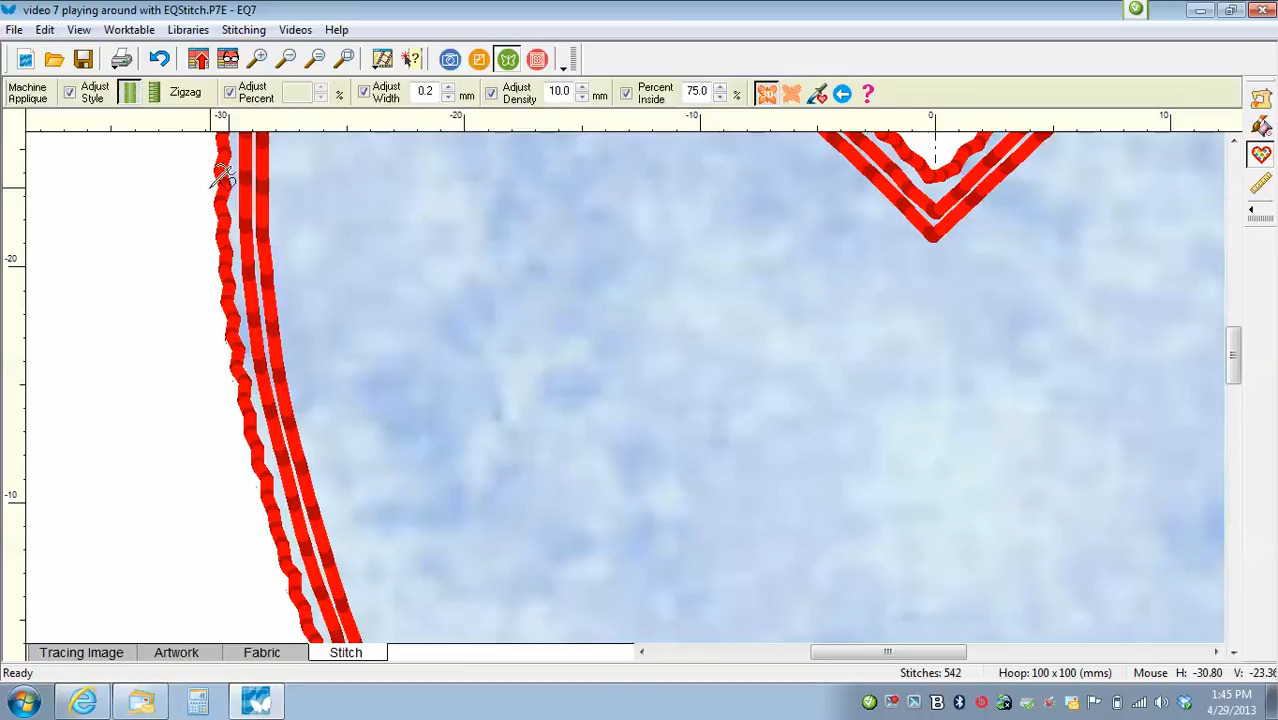 video 7 playing around with EQStitch.P7E - EQ7
File Edit View Worktable Libraries Stitching Videos Help
Machine Applique Adjust Style Zigzag Adjust Percent % Adjust Width 0.2 mm Adjust Density 10.0 mm Percent Inside 75.0 %
-30 -20 -10 0 10
-20
-10
Tracing Image Artwork Fabric Stitch
Ready Stitches: 542 Hoop: 100 x 100 (mms) Mouse H: -30.80 V: -23.36
1:45 PM
4/29/2013